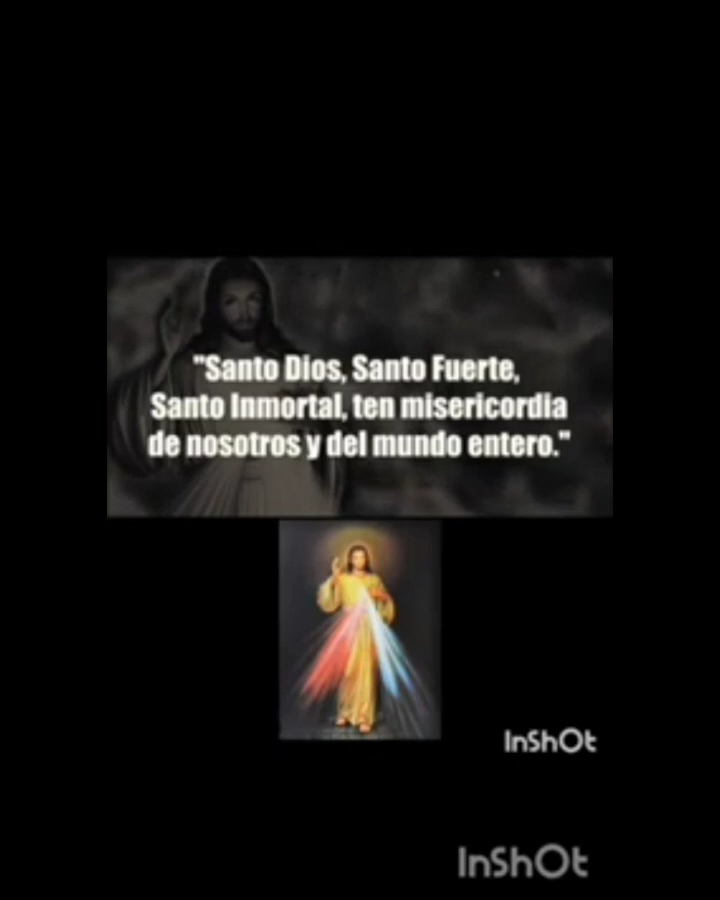 "Santo Dios, Santo Fuerte,
Santo Inmortal, ten misericordia
de nosotros y del mundo entero."
InShOt
InShOt